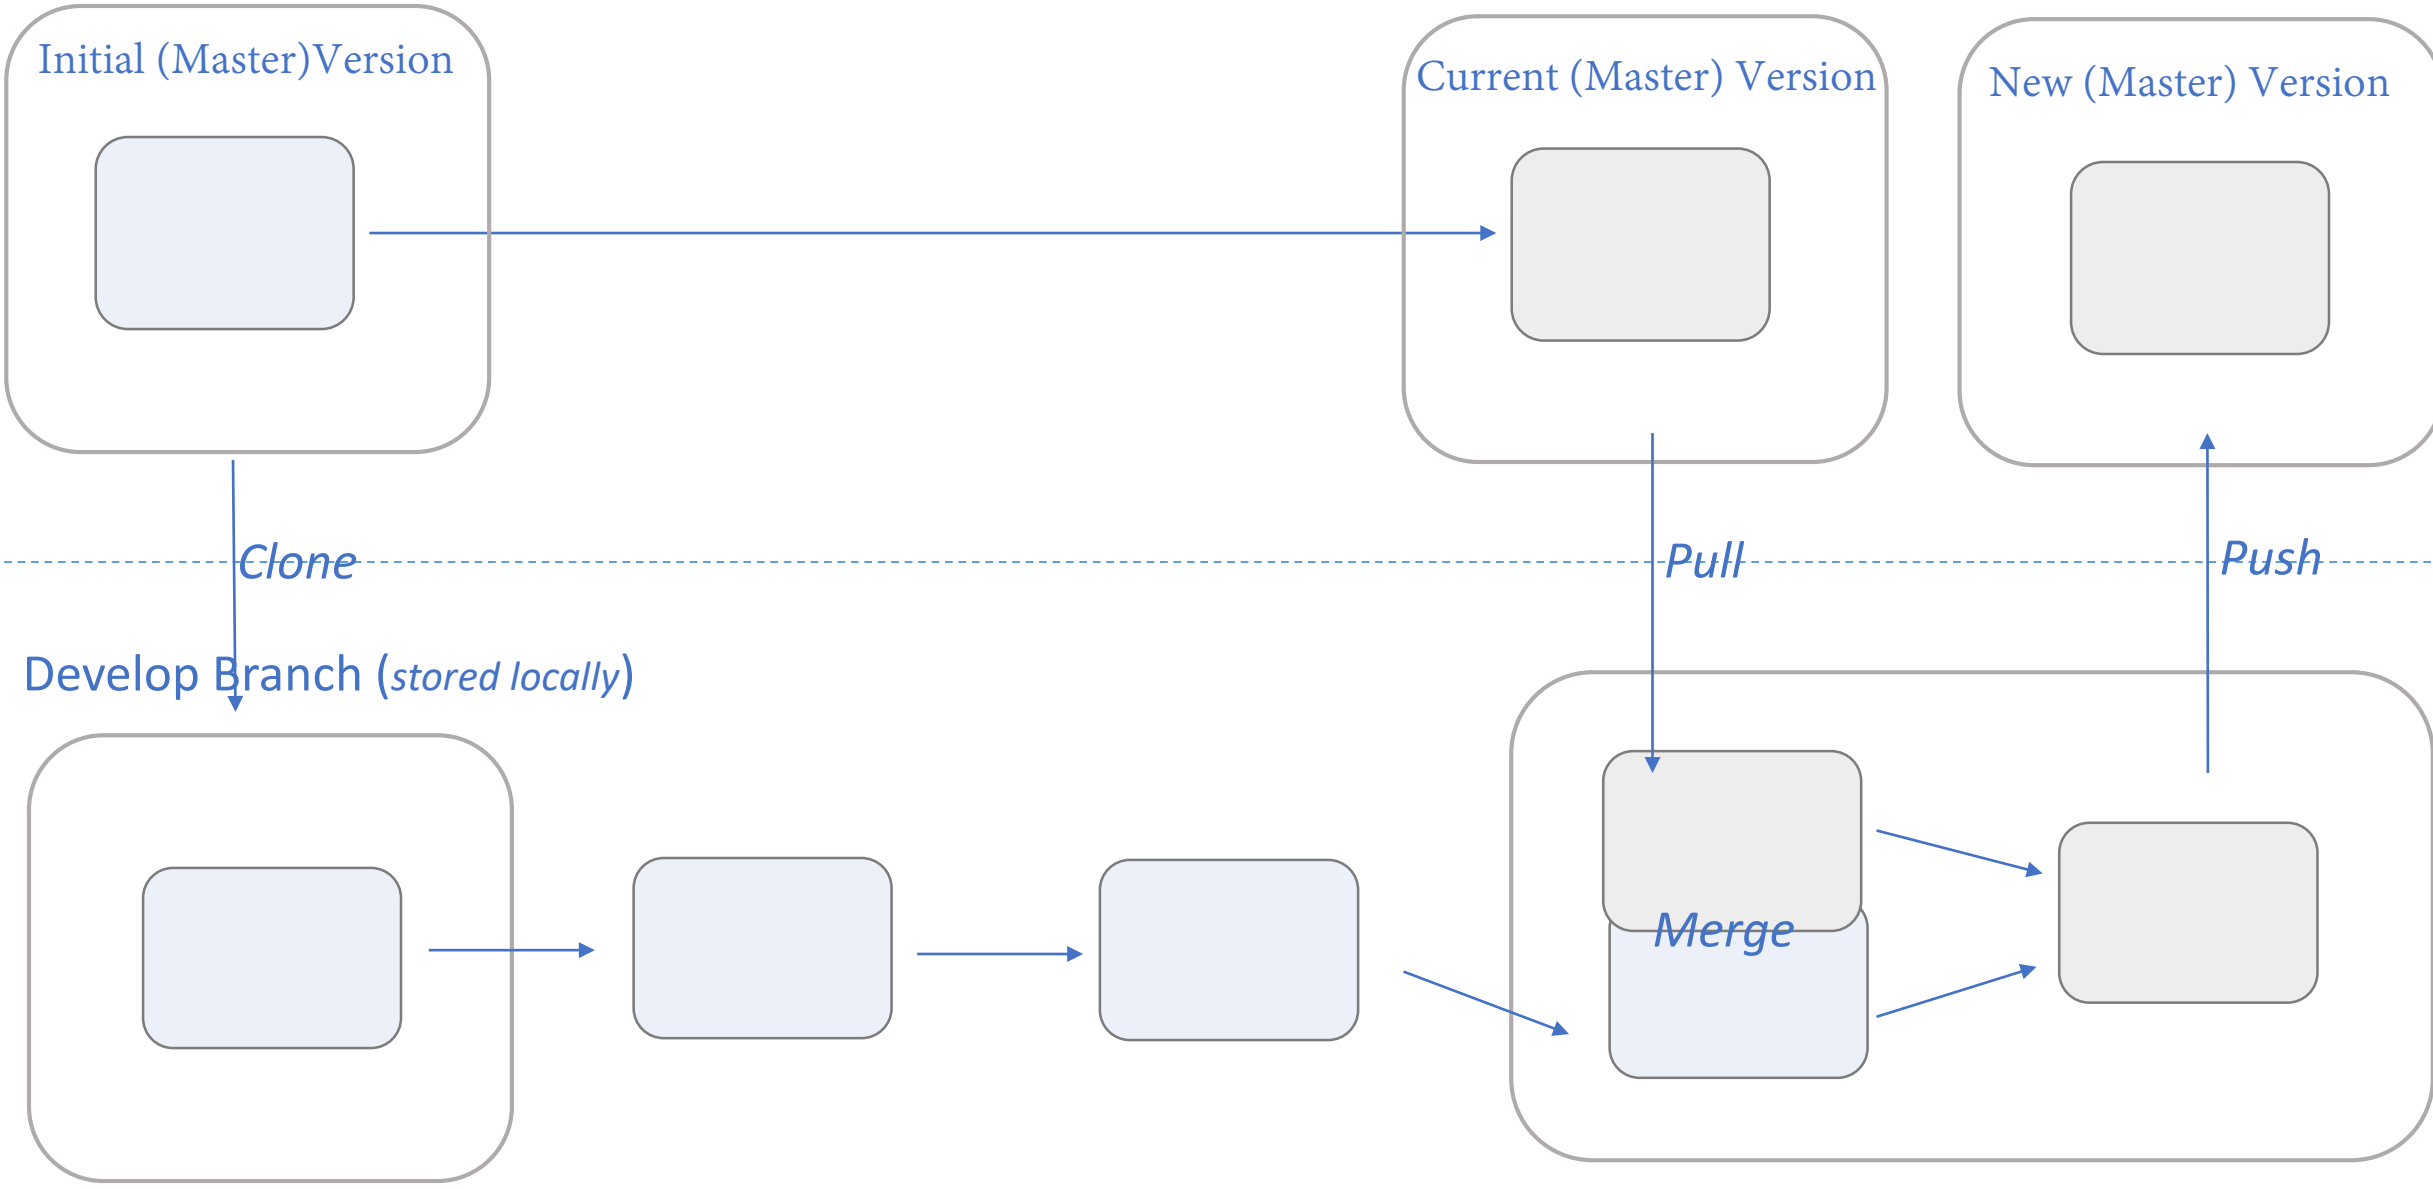 Initial (Master)Version
Current (Master) Version
New (Master) Version
Clone
Pull
Push
Develop Branch (stored locally)
Merge